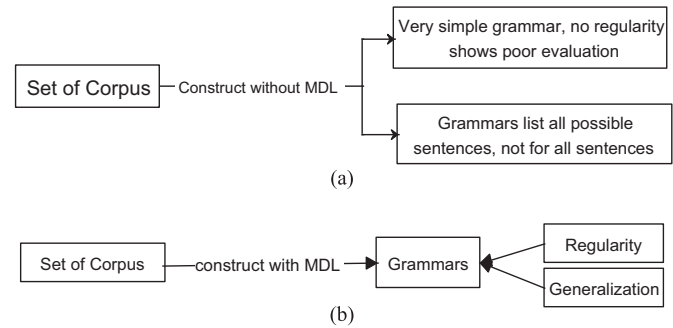 Very simple grammar, no regularity
shows poor evaluation
Set of Corpus
Construct without MDL
Grammars list all possible
sentences, not for all sentences
(a)
Set of Corpus
construct with MDL
Grammars
Regularity
Generalization
(b)